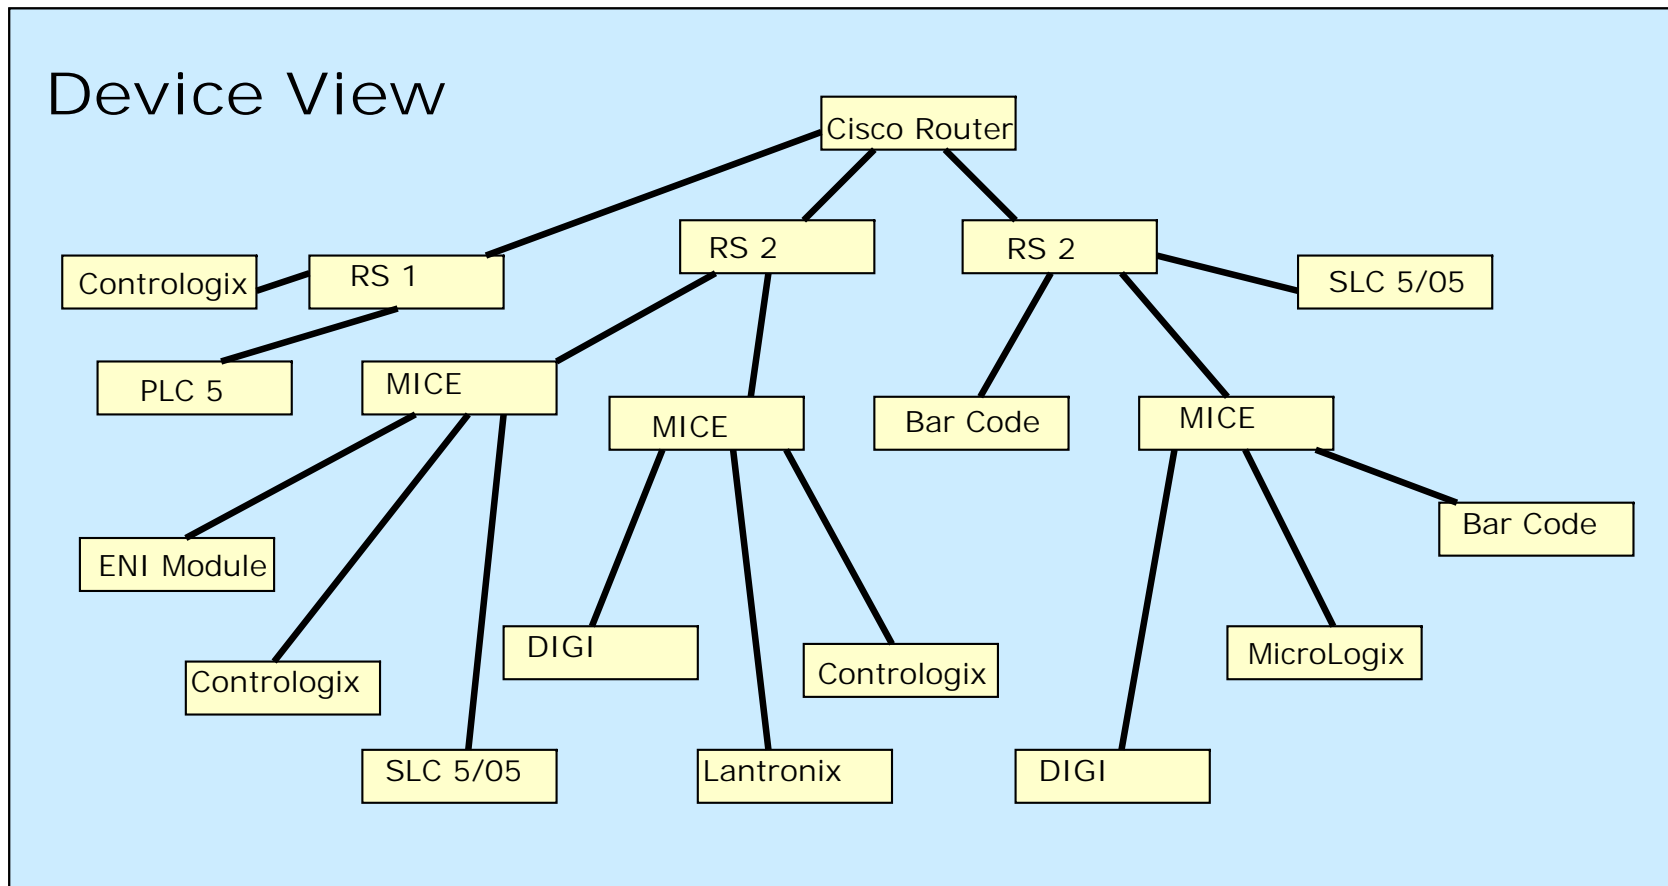 Device View
Cisco Router
RS 2
RS 2
Contrologix
RS 1
SLC 5/05
PLC 5
MICE
MICE
Bar Code
MICE
Bar Code
ENI Module
DIGI
MicroLogix
Contrologix
Contrologix
SLC 5/05
Lantronix
DIGI